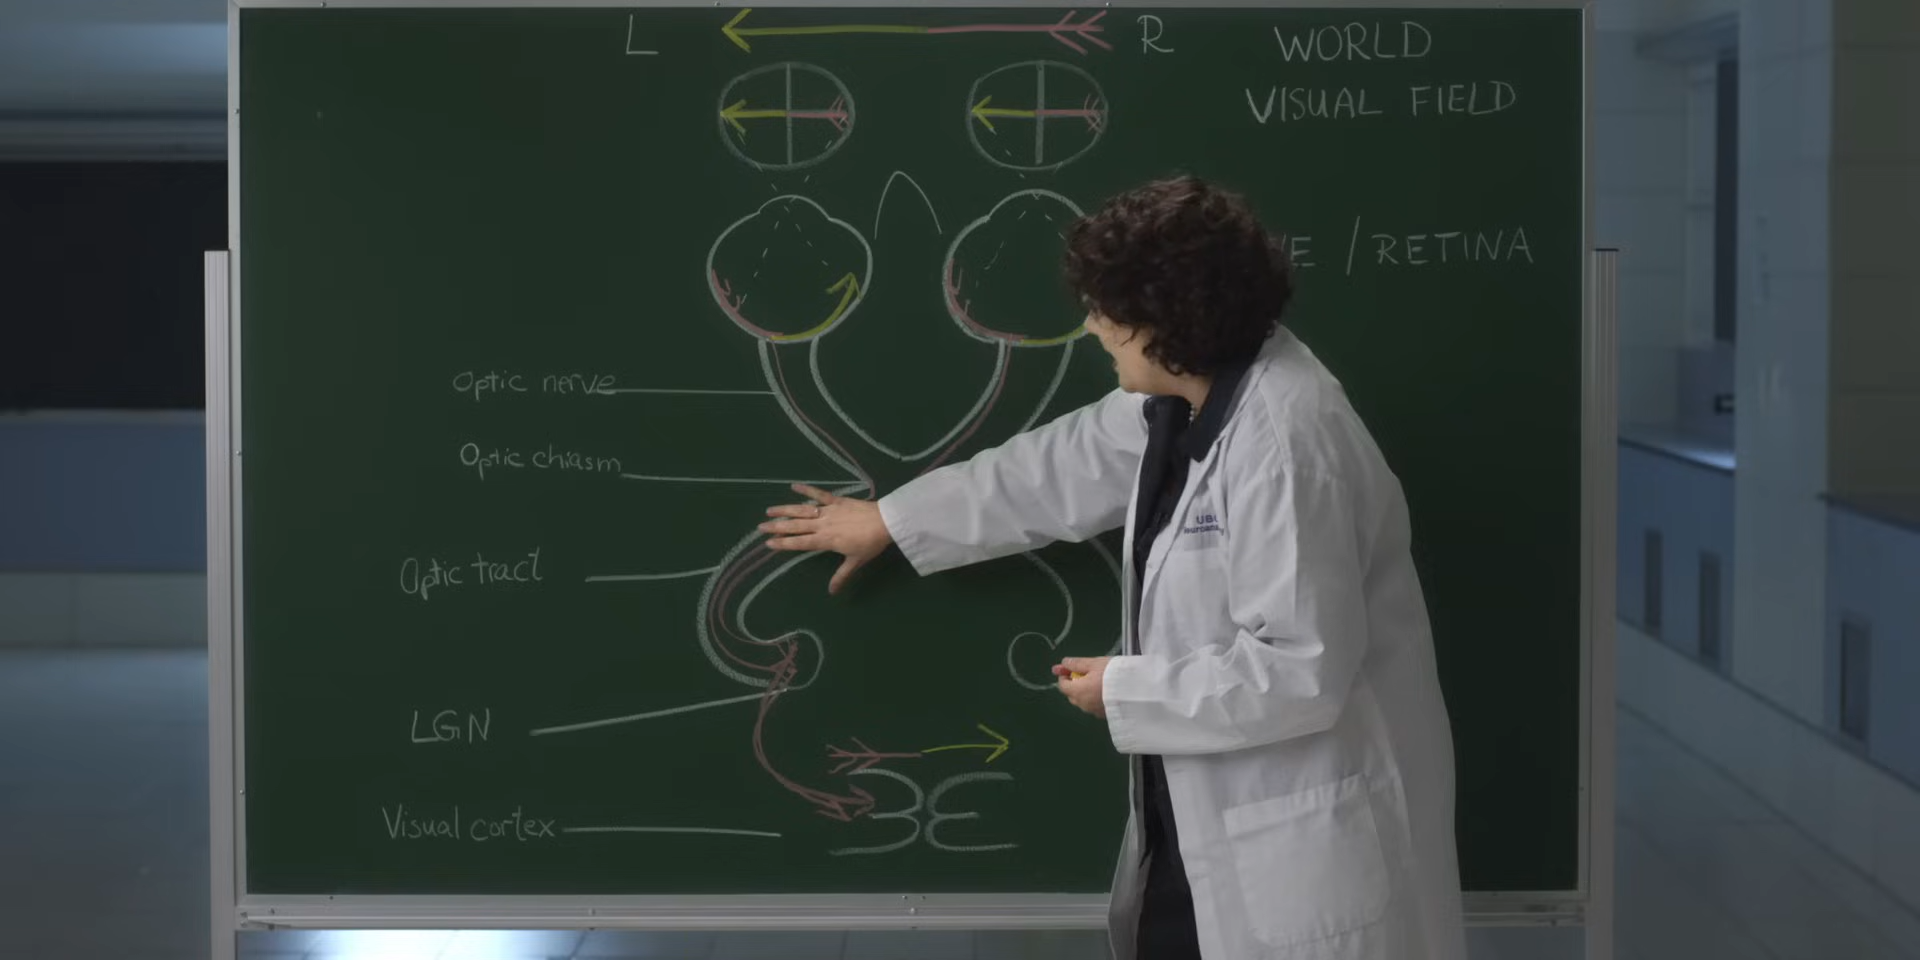 L R WORLD
VISUAL FIELD
/RETINA
Optic nerve
Optic chiasm
Optic tract
LGN
Visual cortex